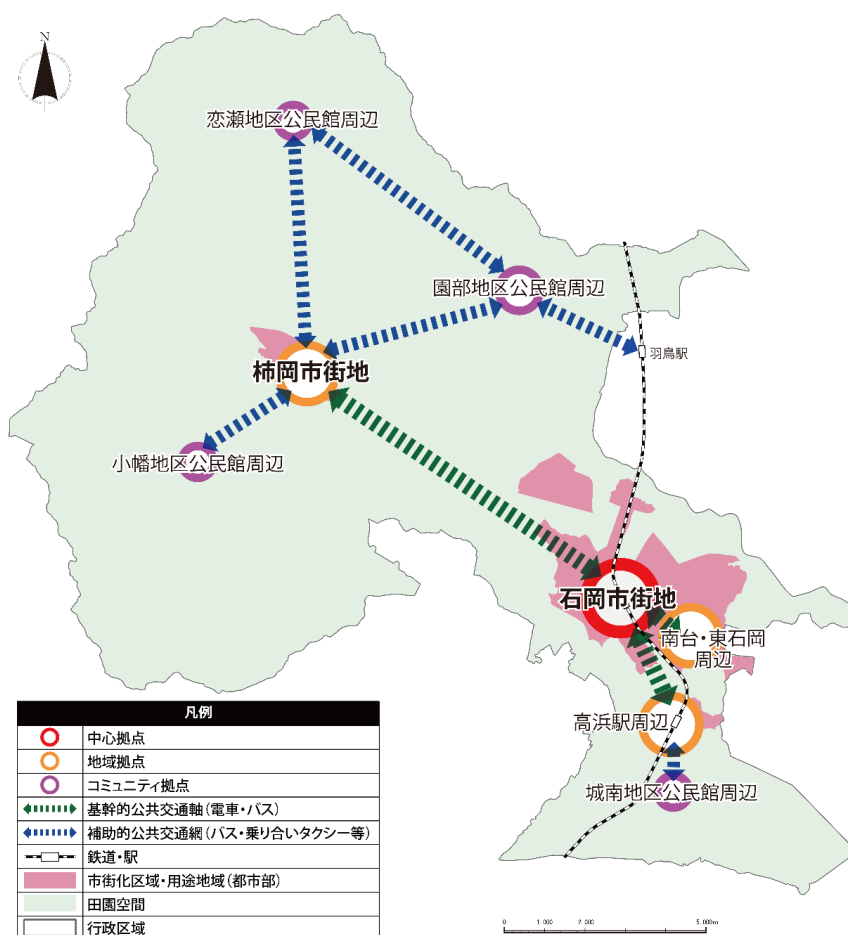 N
恋瀬地区公民館周辺
園部地区公民館周辺
羽鳥駅
柿岡市街地
小幡地区公民館周辺
石岡市街地
南台・東石岡
周辺
高浜駅周辺
城南地区公民館周辺
凡例
中心拠点
地域拠点
コミュニティ拠点
基幹的公共交通軸(電車・バス)
補助的公共交通網(バス・乗り合いタクシー等)
鉄道・駅
市街化区域・用途地域(都市部)
田園空間
行政区域
0 1,000 2,000 5,000m